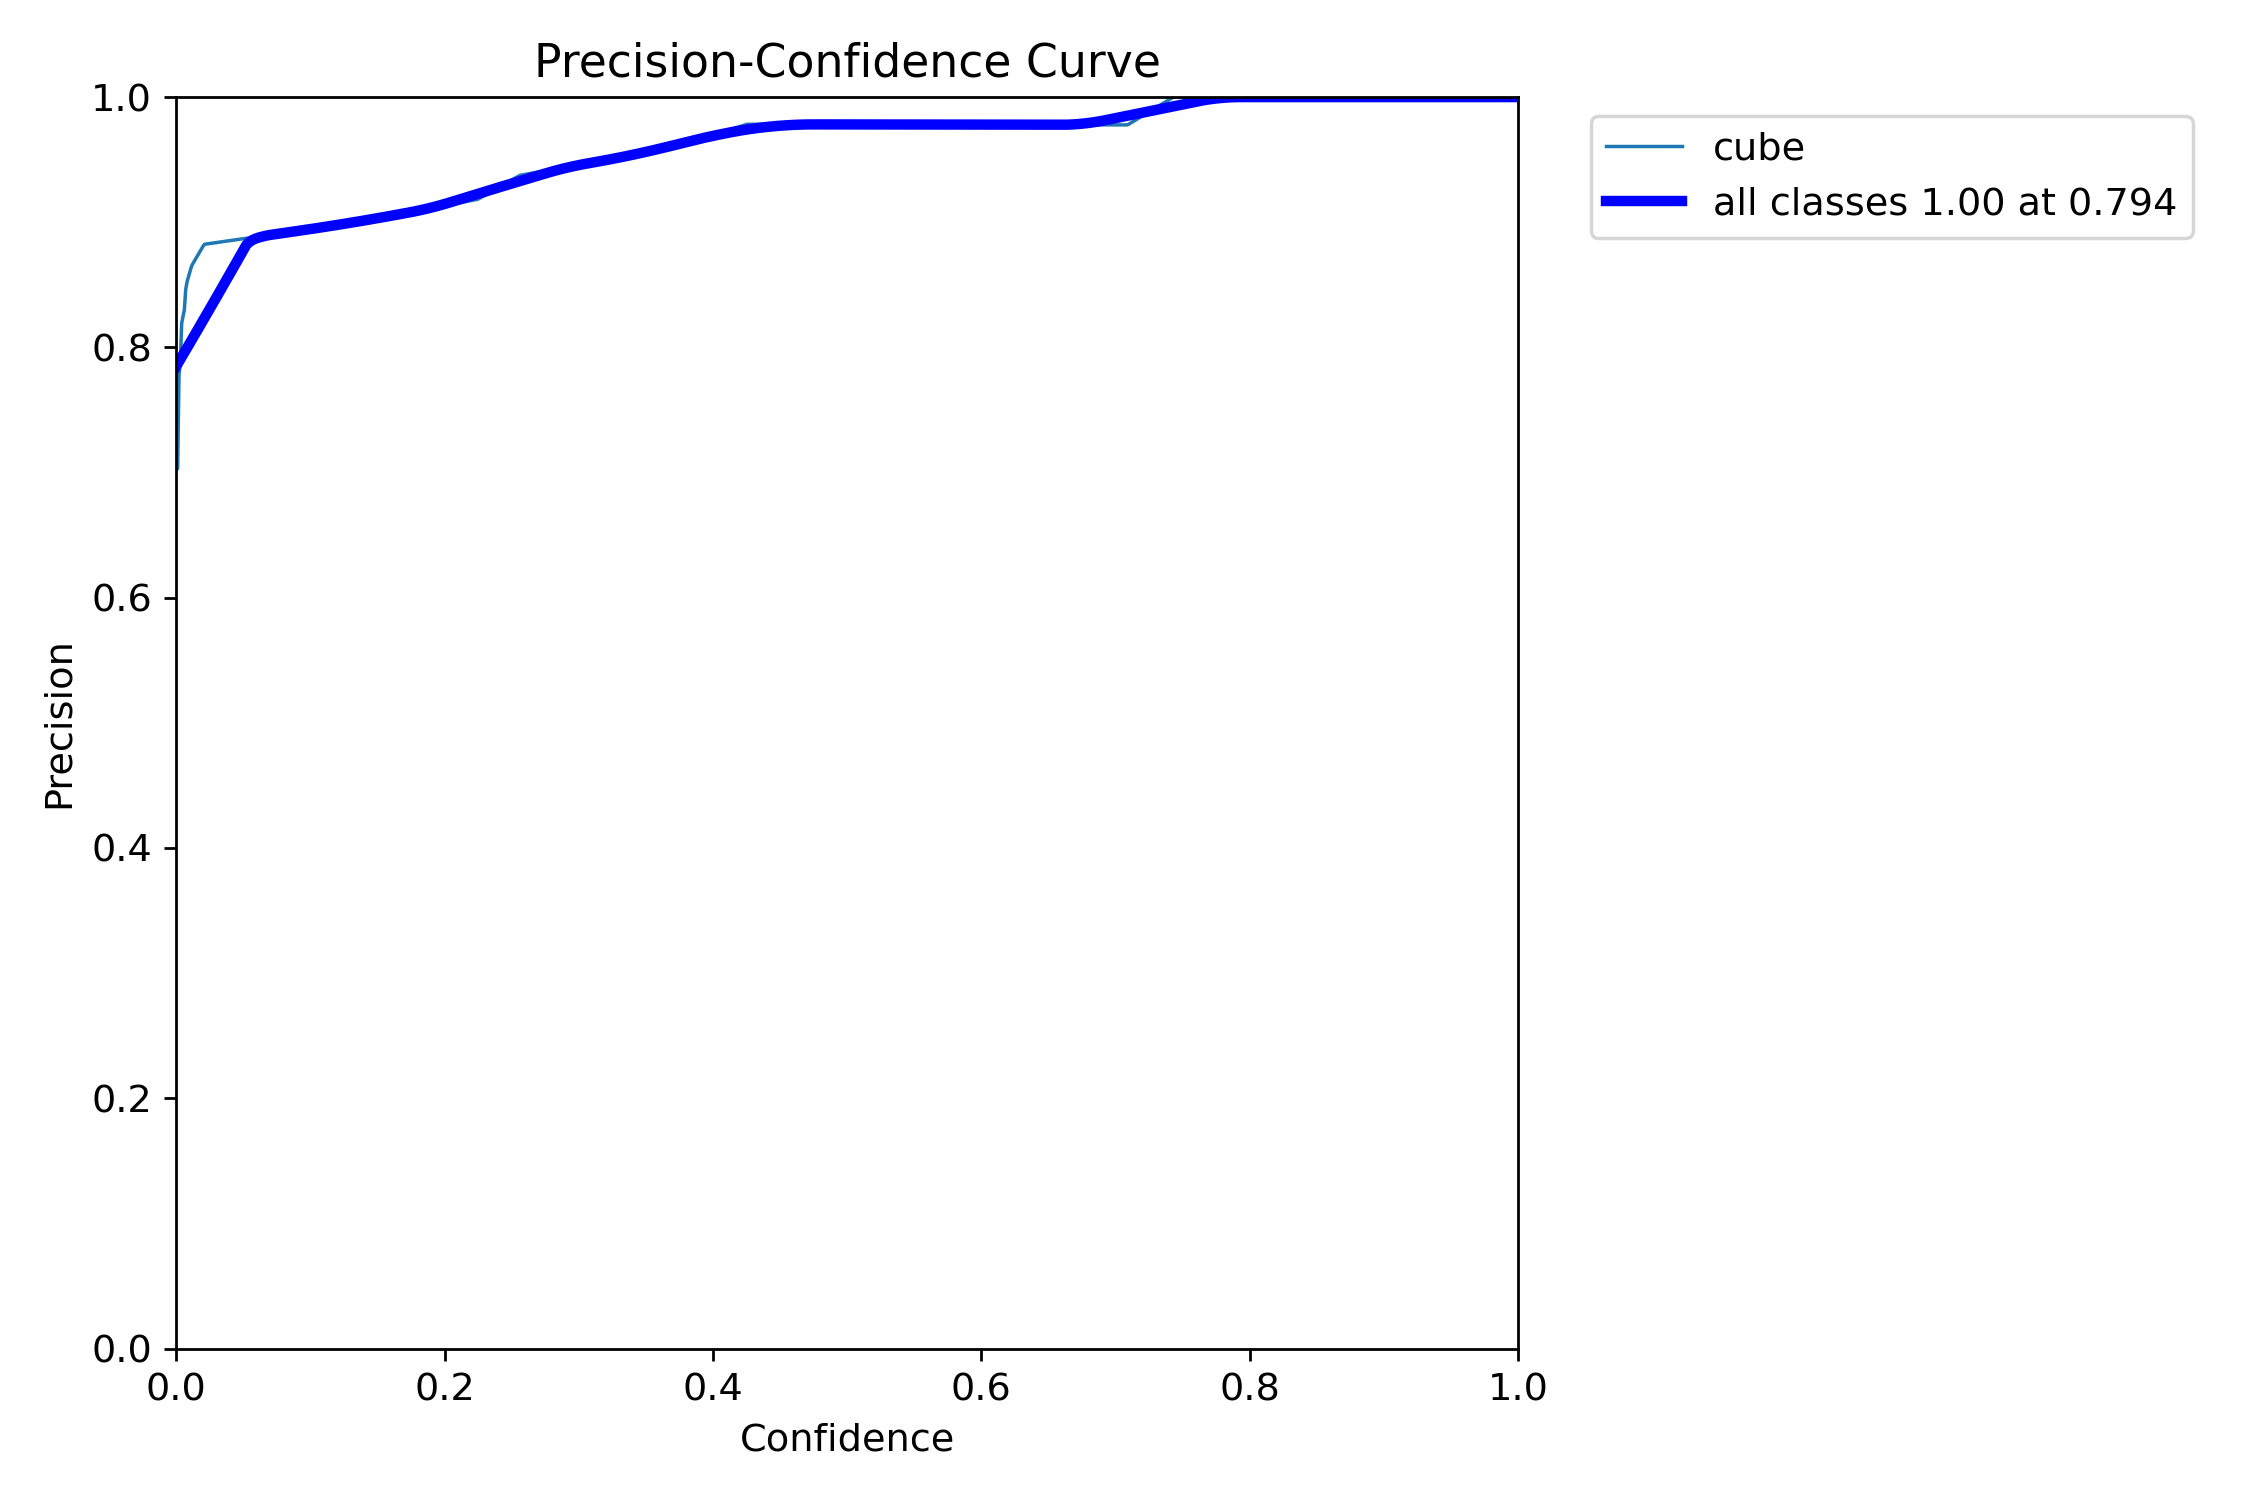 Precision-Confidence Curve
1.0
0.8
0.6
0.4
0.2
0.0
Precision
0.0 0.2 0.4 0.6 0.8 1.0
Confidence
cube
all classes 1.00 at 0.794